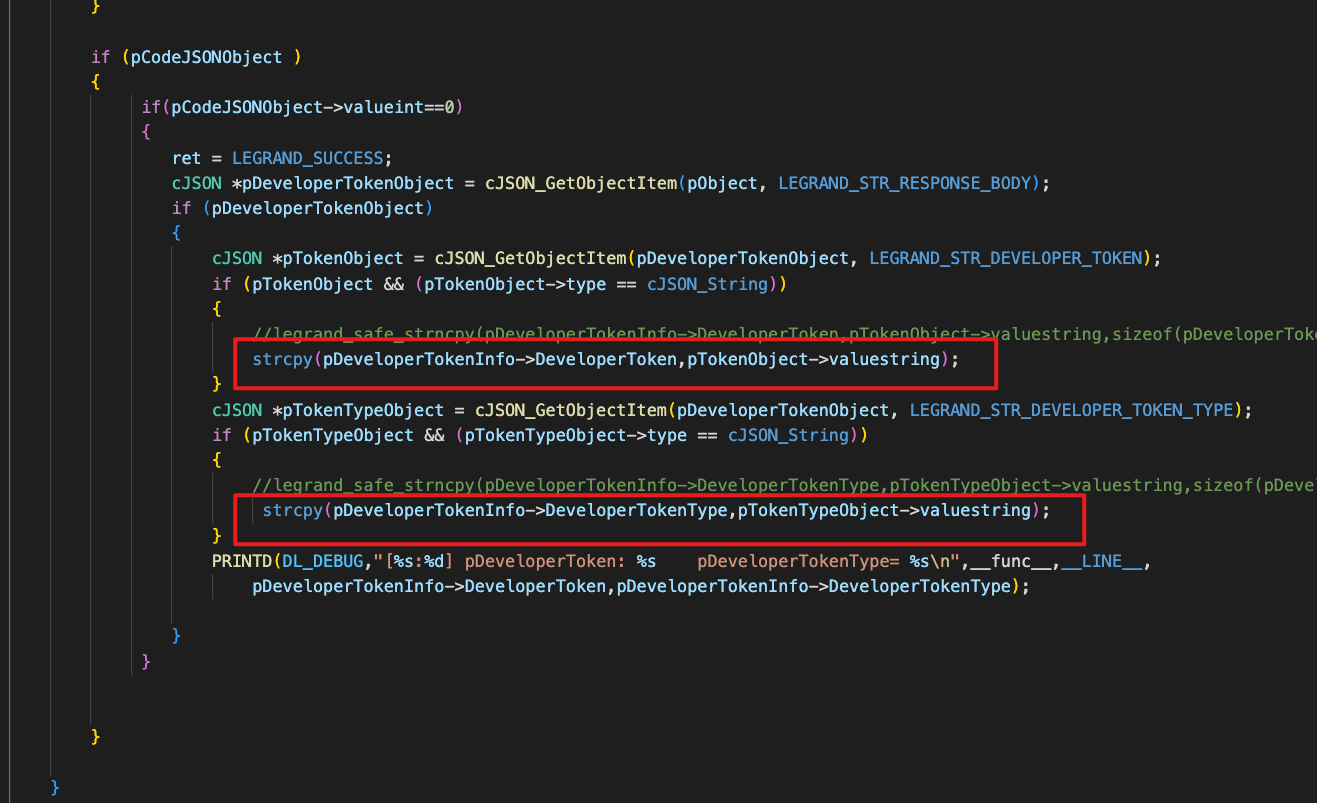 }
if (pCodeJSONObject )
{
if(pCodeJSONObject->valueint==0)
{
ret = LEGRAND_SUCCESS;
cJSON *pDeveloperTokenObject = cJSON_GetObjectItem(pObject, LEGRAND_STR_RESPONSE_BODY);
if (pDeveloperTokenObject)
{
cJSON *pTokenObject = cJSON_GetObjectItem(pDeveloperTokenObject, LEGRAND_STR_DEVELOPER_TOKEN);
if (pTokenObject && (pTokenObject->type == cJSON_String))
{
//legrand_safe_strncpy(pDeveloperTokenInfo->DeveloperToken,pTokenObject->valuestring,sizeof(pDeveloperToke
strcpy(pDeveloperTokenInfo->DeveloperToken,pTokenObject->valuestring);
}
cJSON *pTokenTypeObject = cJSON_GetObjectItem(pDeveloperTokenObject, LEGRAND_STR_DEVELOPER_TOKEN_TYPE);
if (pTokenTypeObject && (pTokenTypeObject->type == cJSON_String))
{
//legrand_safe_strncpy(pDeveloperTokenInfo->DeveloperTokenType,pTokenTypeObject->valuestring,sizeof(pDevel
strcpy(pDeveloperTokenInfo->DeveloperTokenType,pTokenTypeObject->valuestring);
}
PRINTD(DL_DEBUG,"[%s:%d] pDeveloperToken: %s    pDeveloperTokenType= %s\n",__func__,__LINE__,
pDeveloperTokenInfo->DeveloperToken,pDeveloperTokenInfo->DeveloperTokenType);
}
}
}
}